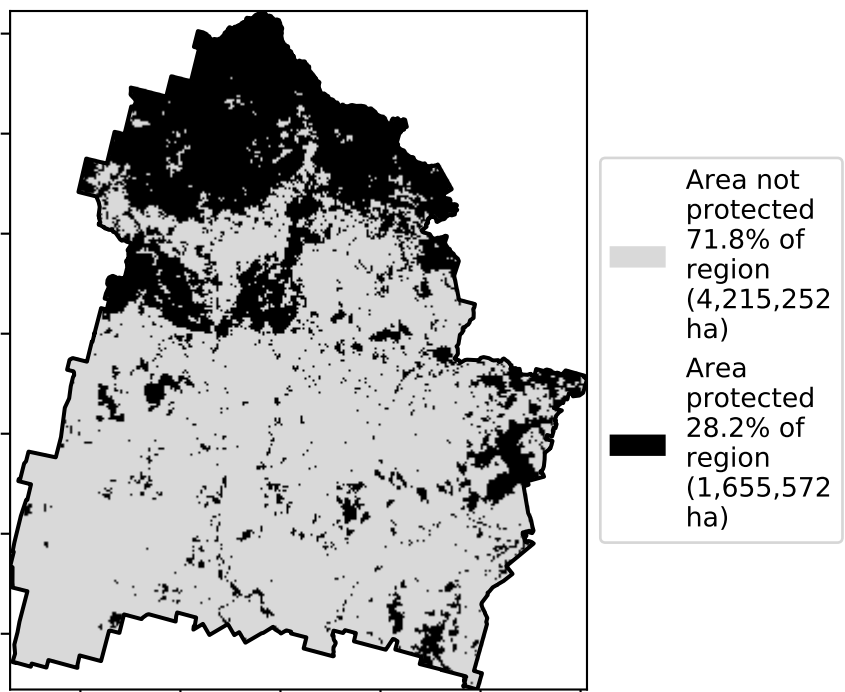 Area not
protected
71.8% of
region
(4,215,252
ha)
Area
protected
28.2% of
region
(1,655,572
ha)